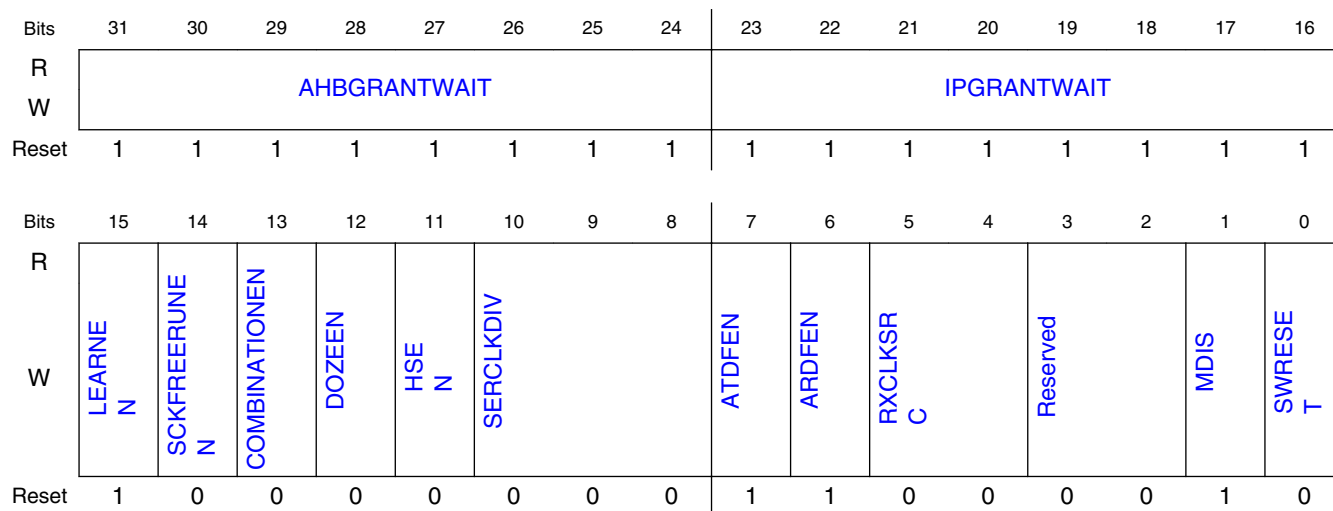 Bits 31 30 29 28 27 26 25 24 23 22 21 20 19 18 17 16
R
AHBGRANTWAIT IPGRANTWAIT
W
Reset 1 1 1 1 1 1 1 1 1 1 1 1 1 1 1 1
Bits 15 14 13 12 11 10 9 8 7 6 5 4 3 2 1 0
R
W
LEARNE
N
SCKFREERUNE
N
COMBINATIONEN
DOZEEN
HSE
N
SERCLKDIV
ATDFEN
ARDFEN
RXCLKSR
C
Reserved
MDIS
SWRESE
T
Reset 1 0 0 0 0 0 0 0 1 1 0 0 0 0 1 0